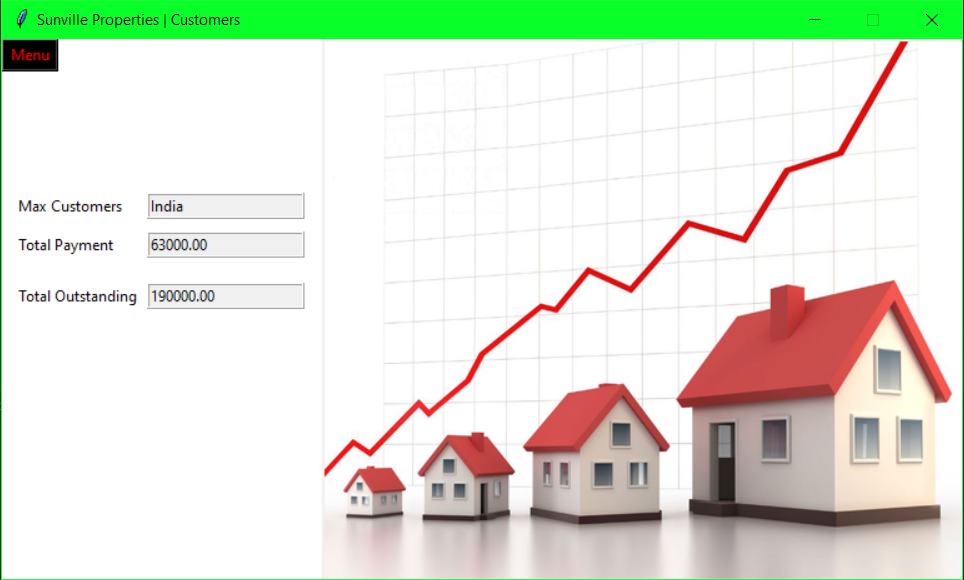 Sunville Properties | Customers
Menu
Max Customers India
Total Payment 63000.00
Total Outstanding 190000.00